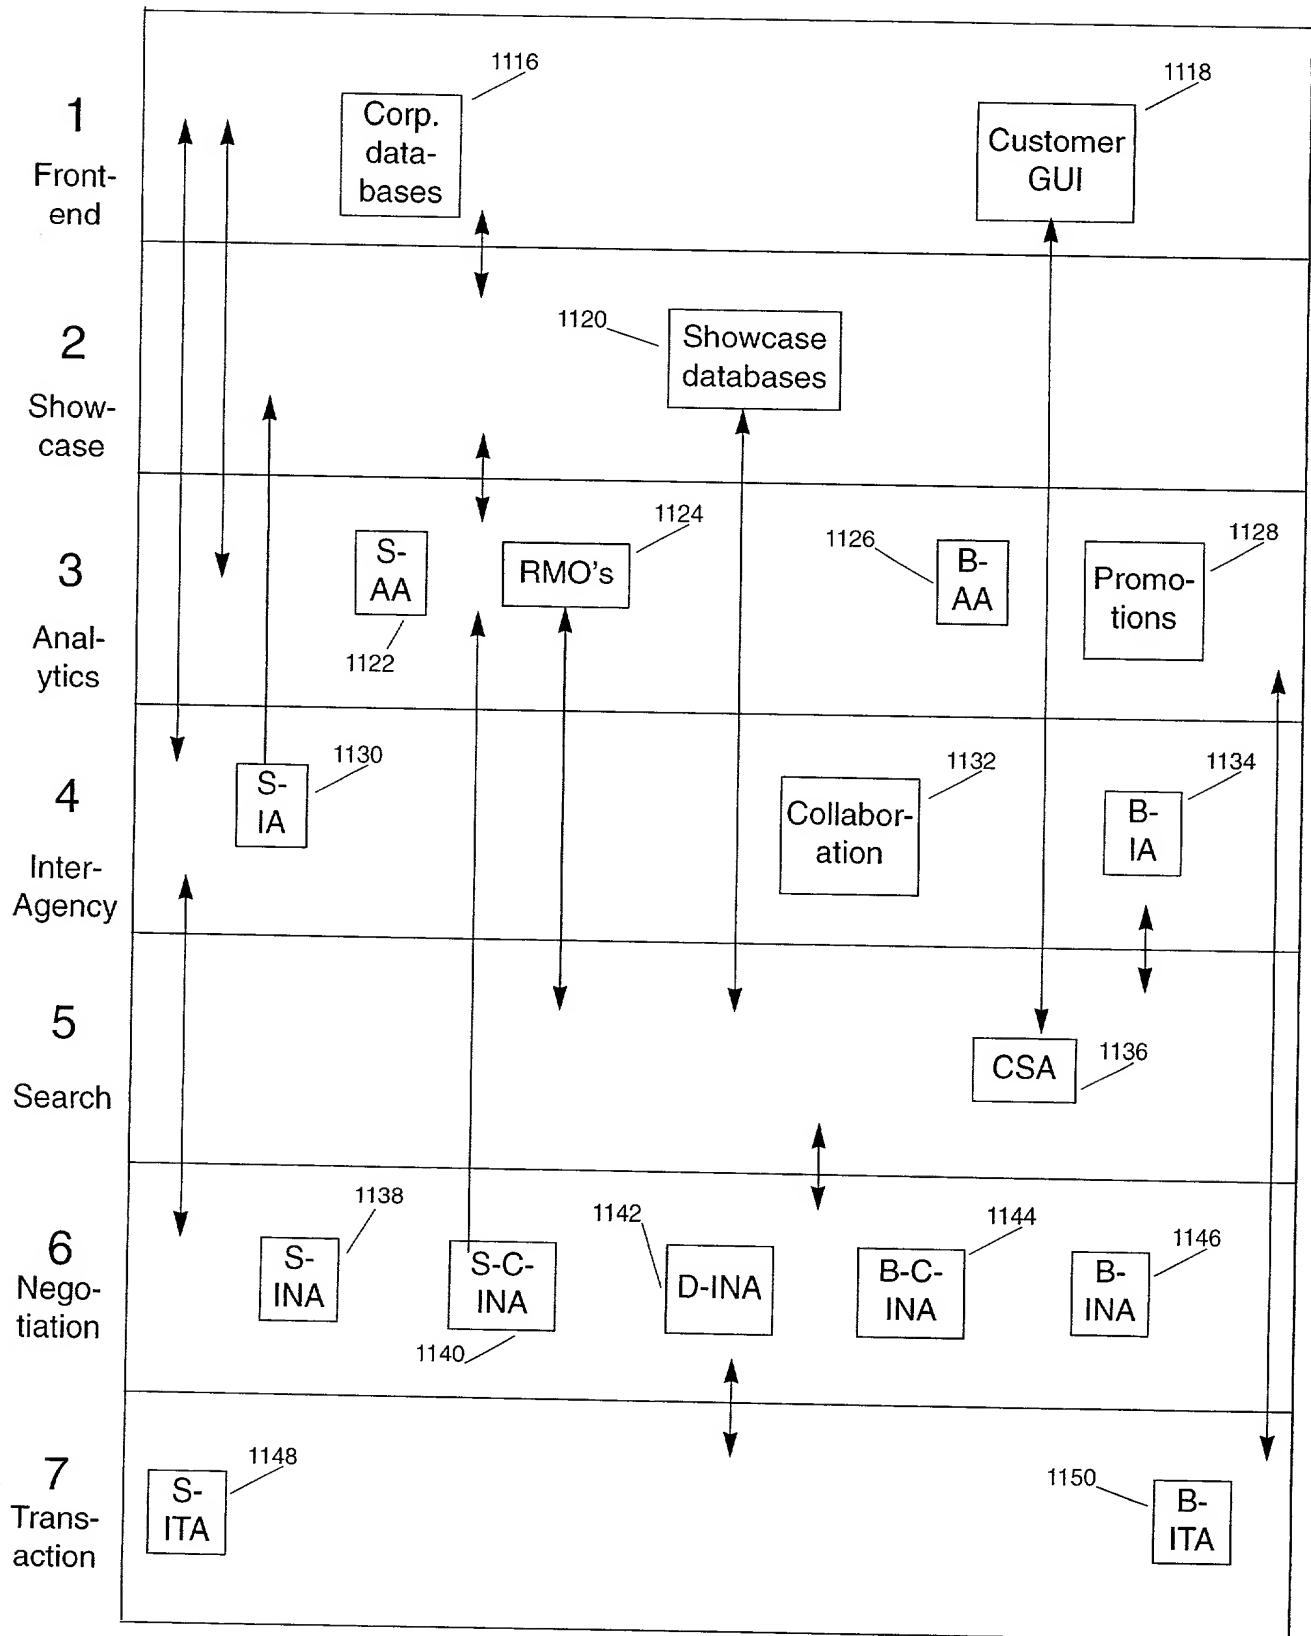 1116
1118
1
Front-
end
Corp.
data-
bases
Customer
GUI
2
Show-
case
1120
Showcase
databases
3
Anal-
ytics
S-
AA
1122
RMO's
1124
1126
B-
AA
Promo-
tions
1128
4
Inter-
Agency
S-
IA
1130
Collabor-
ation
1132
B-
IA
1134
5
Search
CSA
1136
6
Nego-
tiation
S-
INA
1138
S-C-
INA
1140
1142
D-INA
B-C-
INA
1144
B-
INA
1146
7
Trans-
action
S-
ITA
1148
1150
B-
ITA